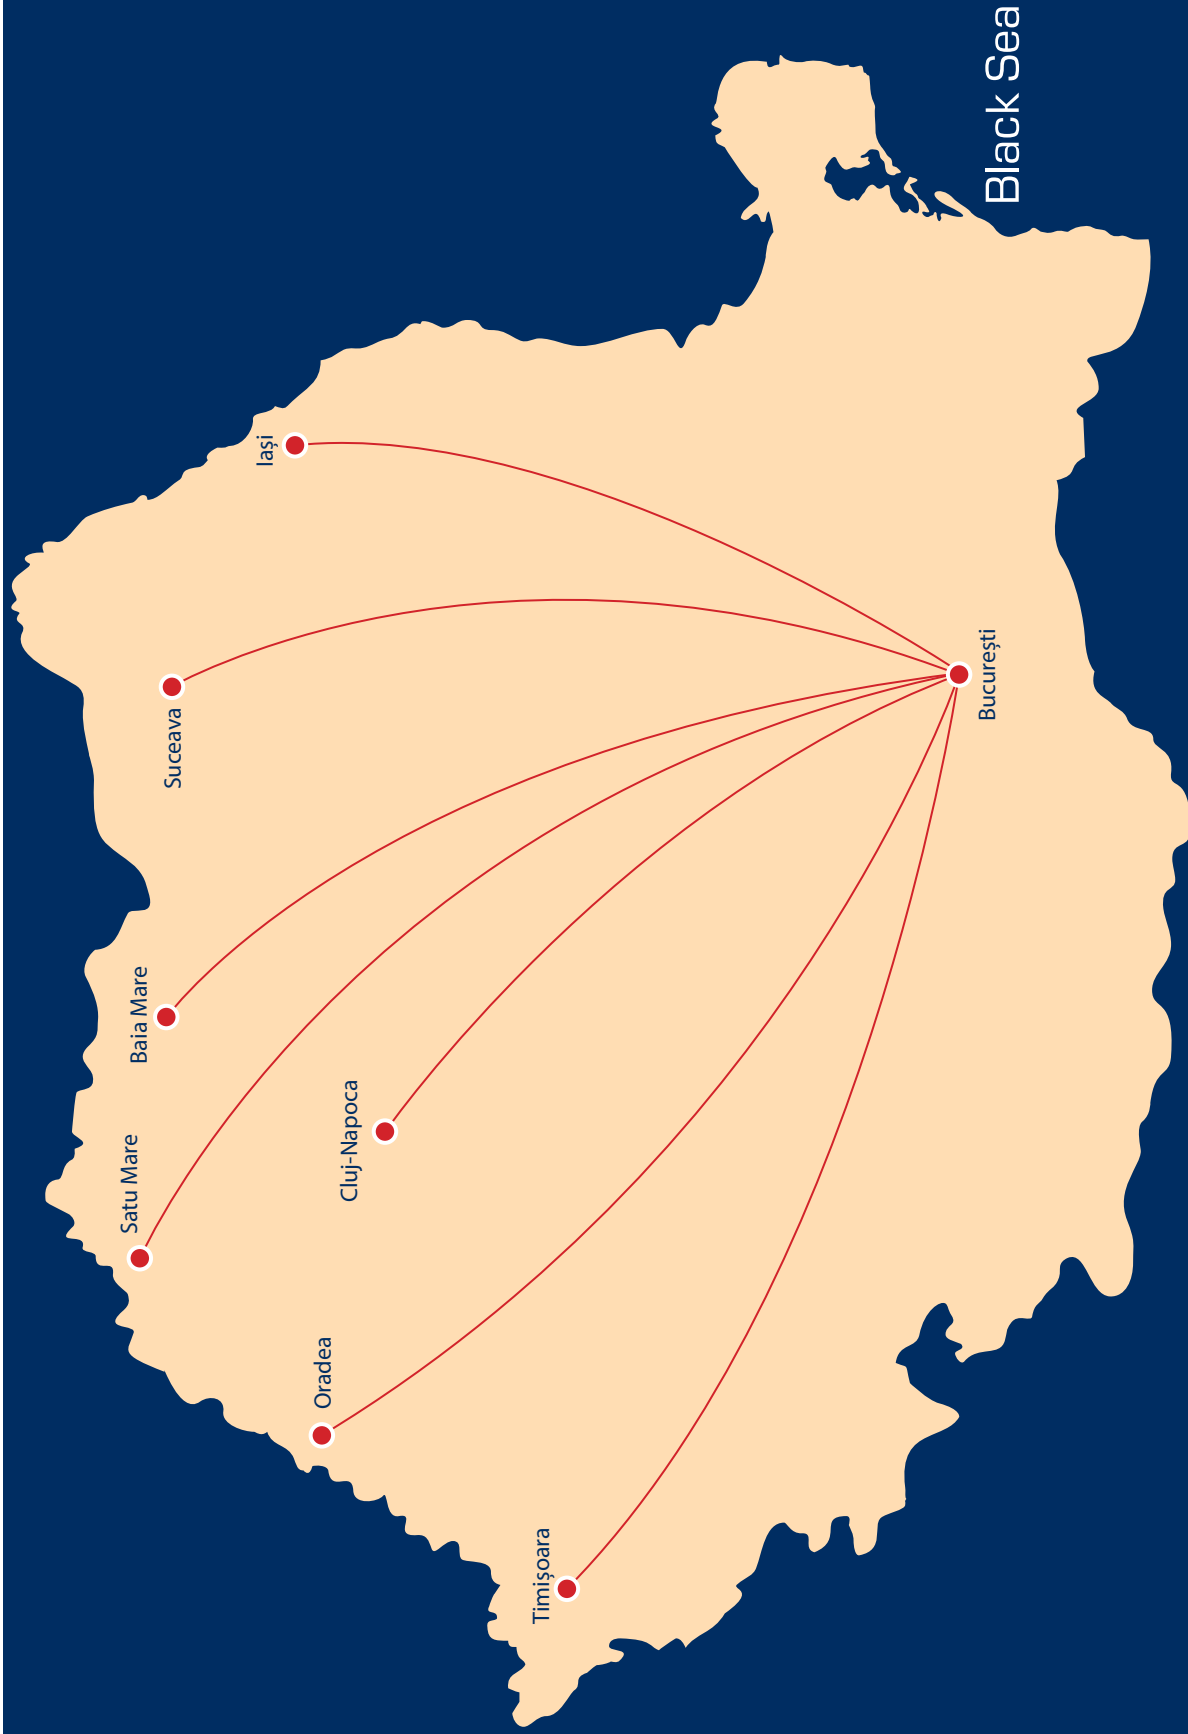 Satu Mare
Baia Mare
Suceava
Iași
Oradea
Cluj-Napoca
Timișoara
București
Black Sea